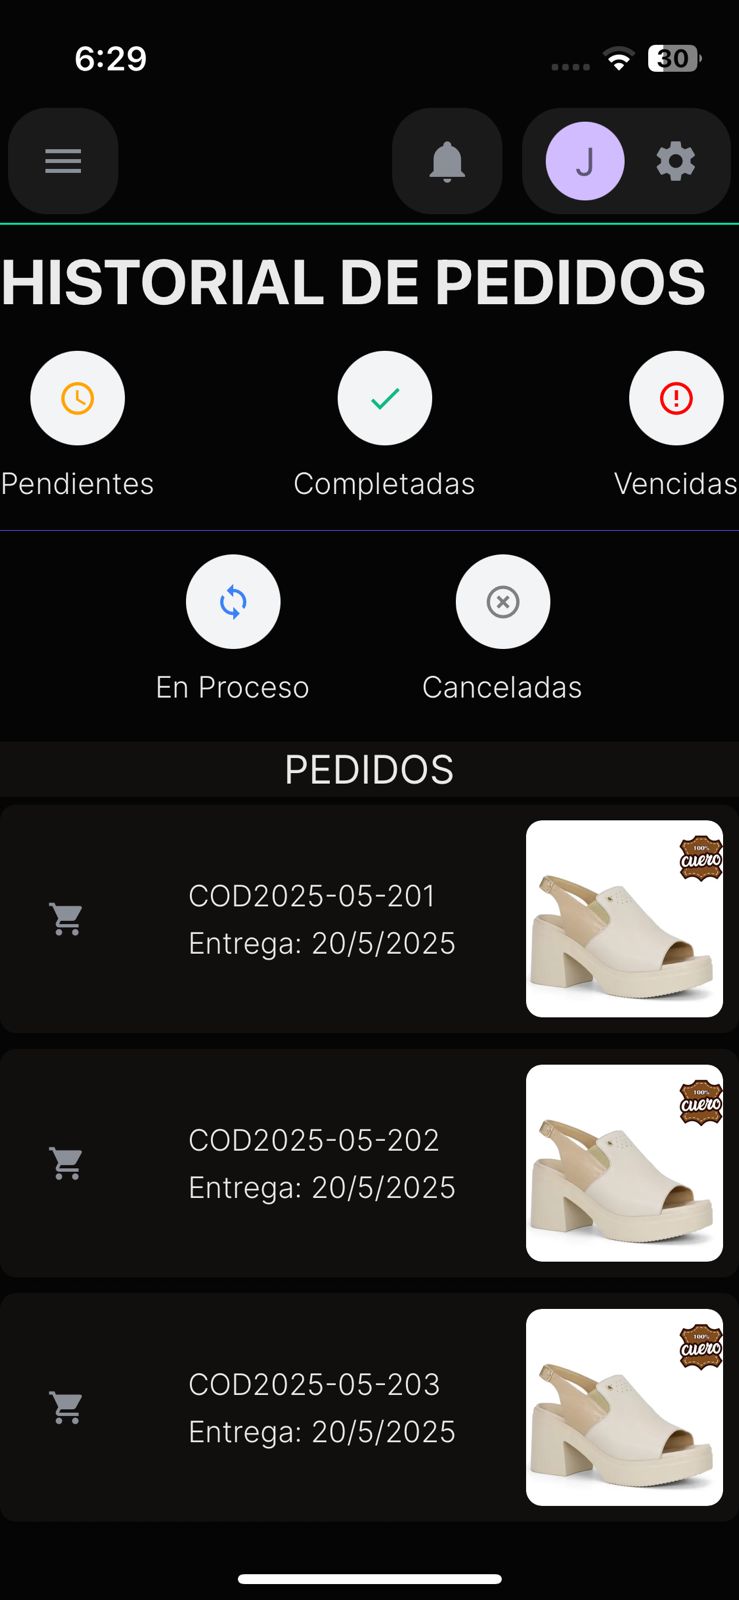 6:29
30
J
HISTORIAL DE PEDIDOS
Pendientes
Completadas
Vencidas
En Proceso
Canceladas
PEDIDOS
COD2025-05-201
Entrega: 20/5/2025
100%
cuero
COD2025-05-202
Entrega: 20/5/2025
100%
cuero
COD2025-05-203
Entrega: 20/5/2025
100%
cuero